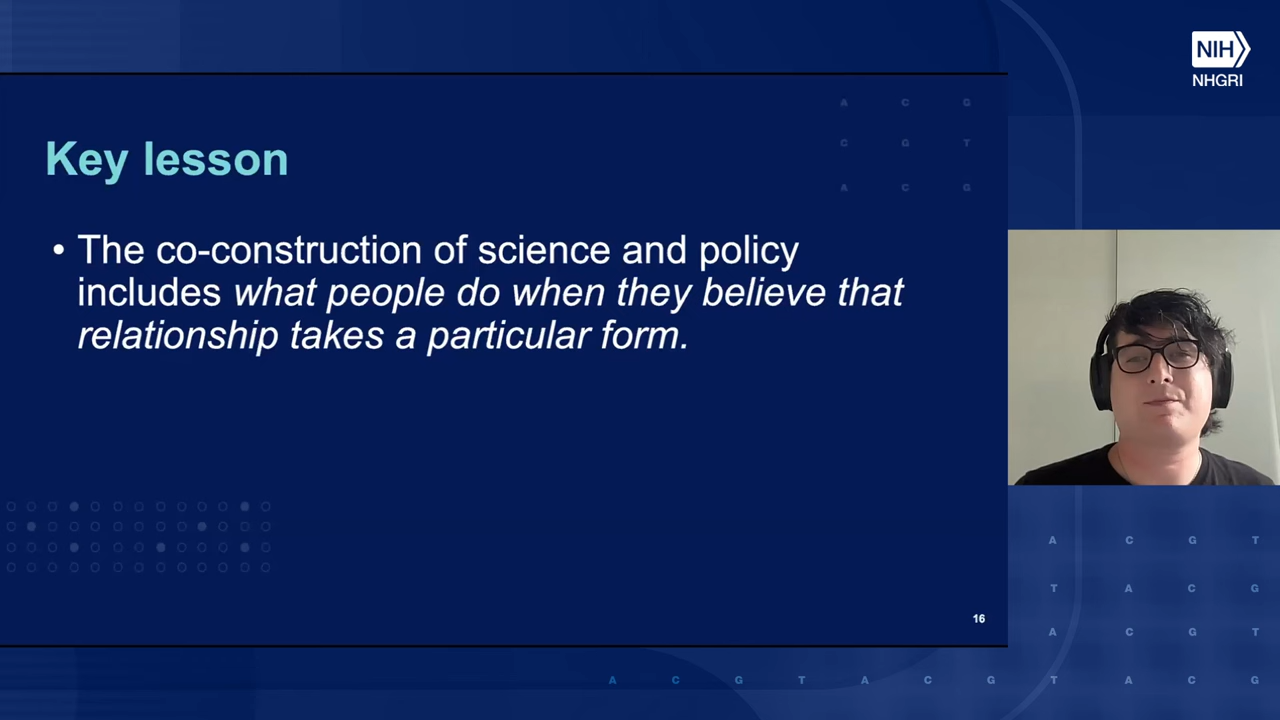 NIH
NHGRI
A C G
C G T
A C G
Key lesson
• The co-construction of science and policy
includes what people do when they believe that
relationship takes a particular form.
16
A C G T
T A C G
A C G T
A C G T A C G T A C G